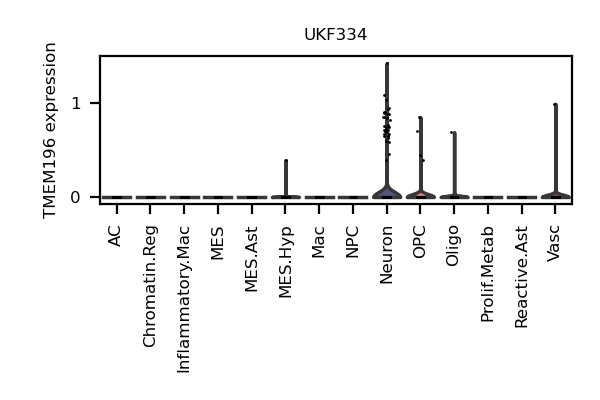 UKF334
TMEM196 expression
1
0
AC
Chromatin.Reg
Inflammatory.Mac
MES
MES.Ast
MES.Hyp
Mac
NPC
Neuron
OPC
Oligo
Prolif.Metab
Reactive.Ast
Vasc